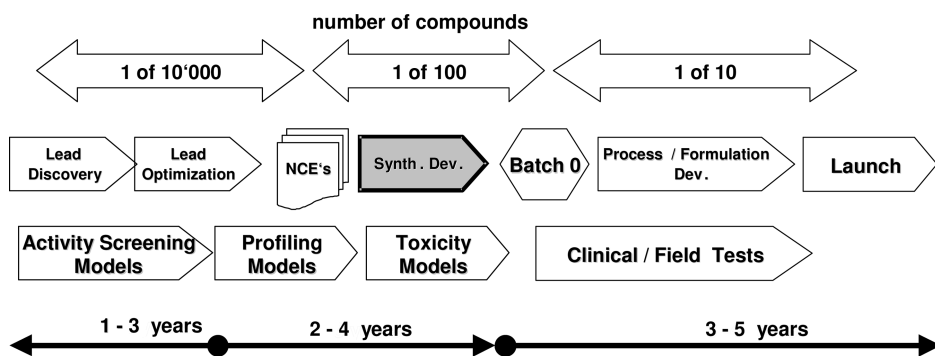 number of compounds
1 of 10‘000
1 of 100
1 of 10
Lead
Discovery
Lead
Optimization
NCE‘s
Synth. Dev.
Batch 0
Process / Formulation
Dev.
Launch
Activity Screening
Models
Profiling
Models
Toxicity
Models
Clinical / Field Tests
1 - 3 years
2 - 4 years
3 - 5 years